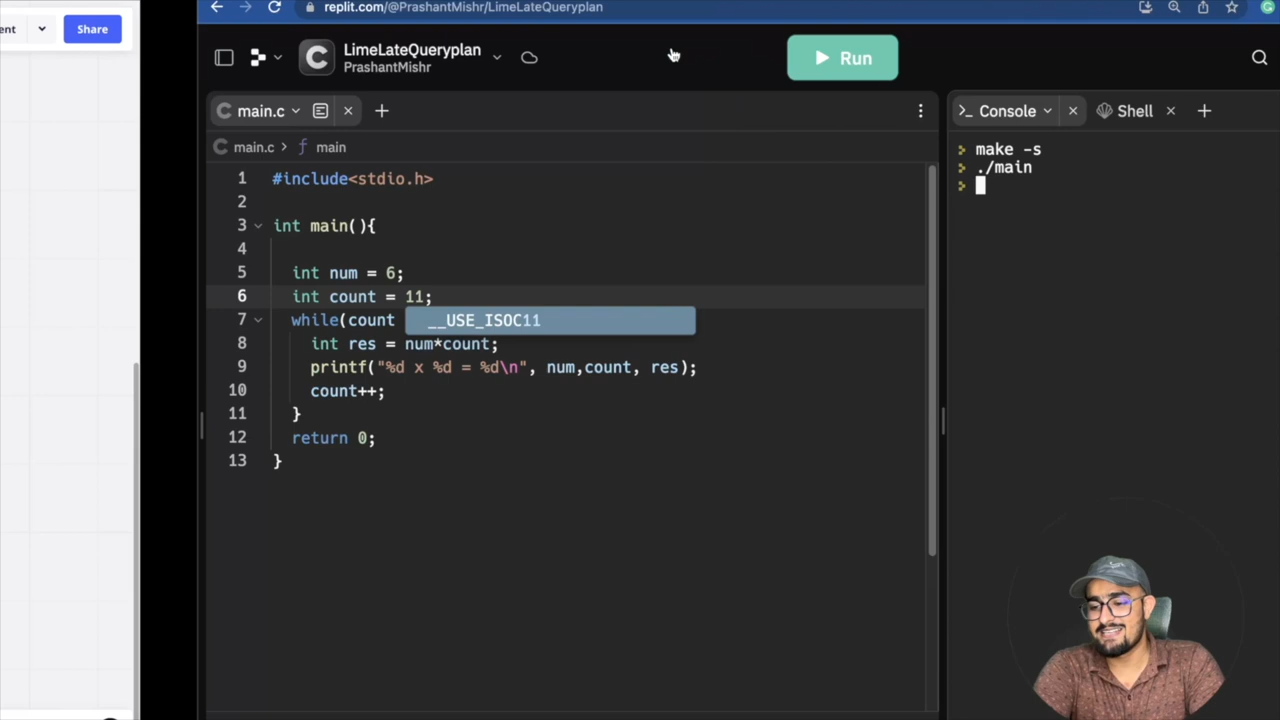 replit.com/@PrashantMishr/LimeLateQueryplan
ent
Share
LimeLateQueryplan
PrashantMishr
Run
main.c
Console
Shell
main.c > ƒ main
make -s
./main
1 #include<stdio.h>
2
3 int main(){
4
5 int num = 6;
6 int count = 11;
7 while(count
__USE_ISOC11
8 int res = num*count;
9 printf("%d x %d = %d\n", num,count, res);
10 count++;
11 }
12 return 0;
13 }